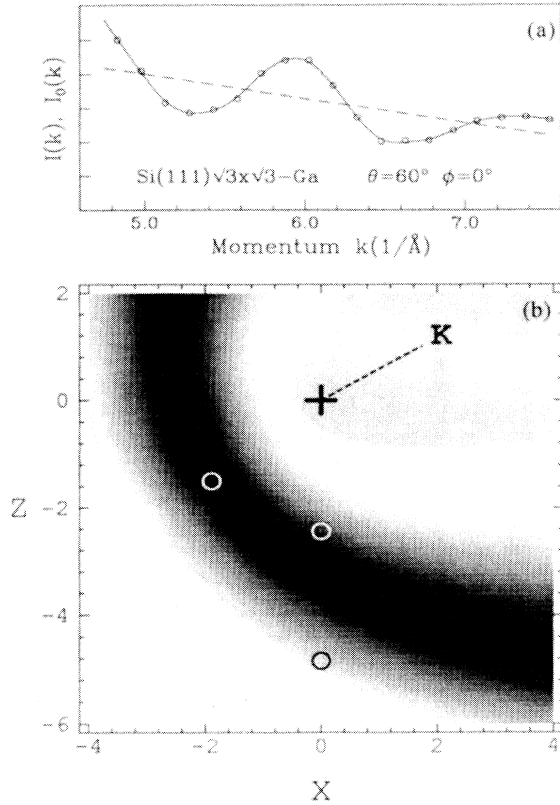 (a)
I(k), I₀(k)
Si(111)√3x√3-Ga θ=60° φ=0°
5.0 6.0 7.0
Momentum k(1/Å)
(b)
K
2
0
-2
-4
-6
Z
-4 -2 0 2 4
X